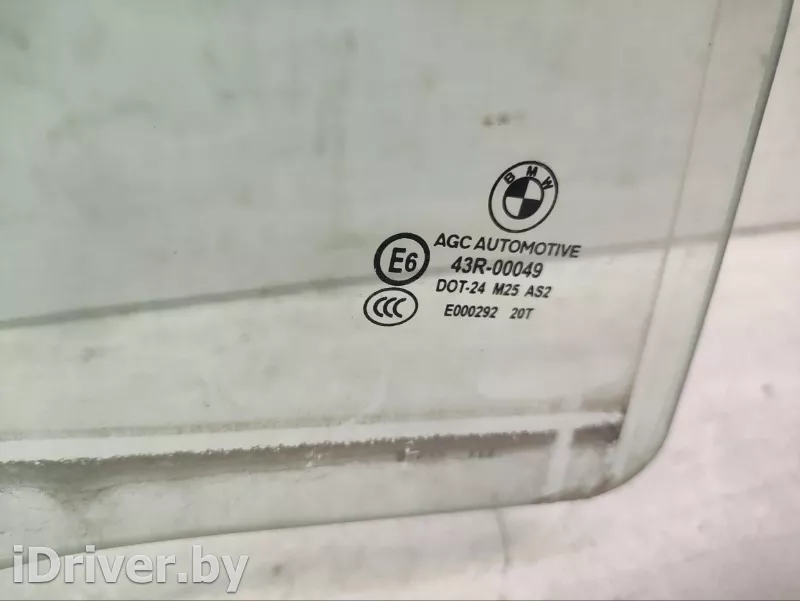 BMW
AGC AUTOMOTIVE
E6
43R-00049
DOT-24 M25 AS2
CCC
E000292 20T
iDriver.by